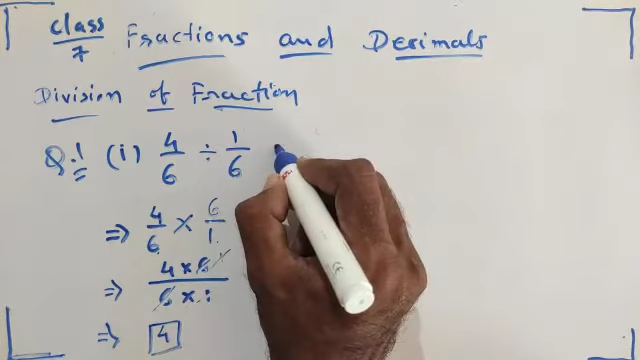 Class 7 Fractions and Decimals
Division of Fraction
Q.1 (i) 4/6 ÷ 1/6
⇒ 4/6 × 6/1
⇒ 4×6/6×1
⇒ 4